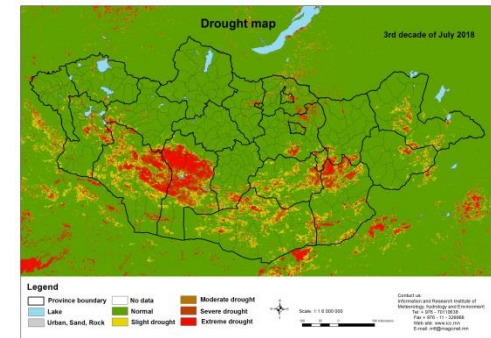 Drought map
3rd decade of July 2018
Legend
Province boundary
Lake
Urban, Sand, Rock
No data
Normal
Slight drought
Moderate drought
Severe drought
Extreme drought
Scale 1:1 6 000 000
Contact us:
Information and Research Institute of
Meteorology, Hydrology and Environment